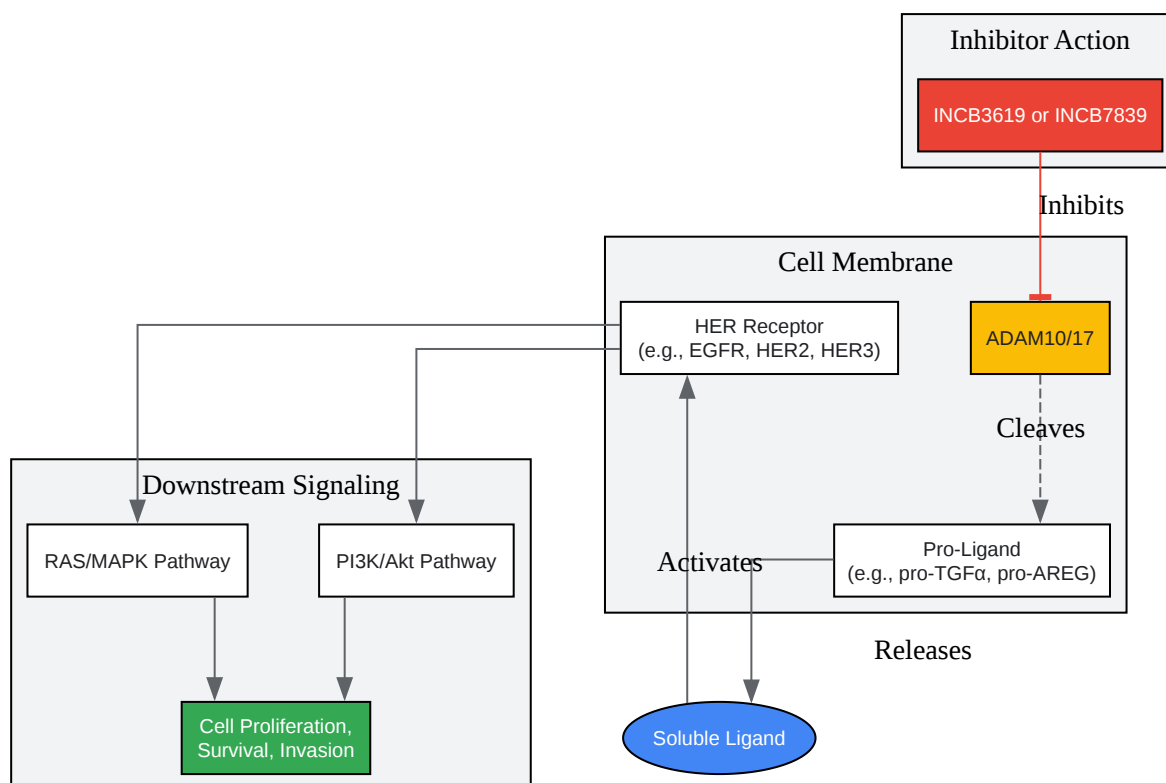 Inhibitor Action
INCB3619 or INCB7839
Inhibits
Cell Membrane
HER Receptor
(e.g., EGFR, HER2, HER3)
ADAM10/17
Cleaves
Downstream Signaling
RAS/MAPK Pathway
PI3K/Akt Pathway
Activates
Pro-Ligand
(e.g., pro-TGFα, pro-AREG)
Releases
Cell Proliferation,
Survival, Invasion
Soluble Ligand